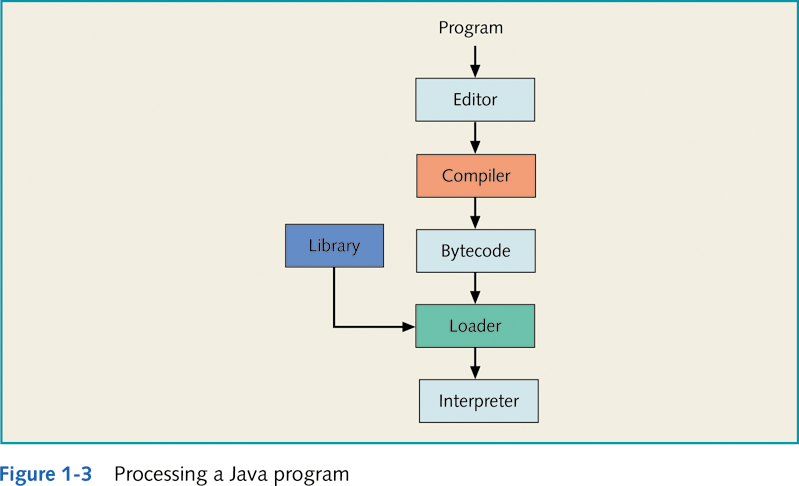 Program
Editor
Compiler
Library
Bytecode
Loader
Interpreter
Figure 1-3 Processing a Java program